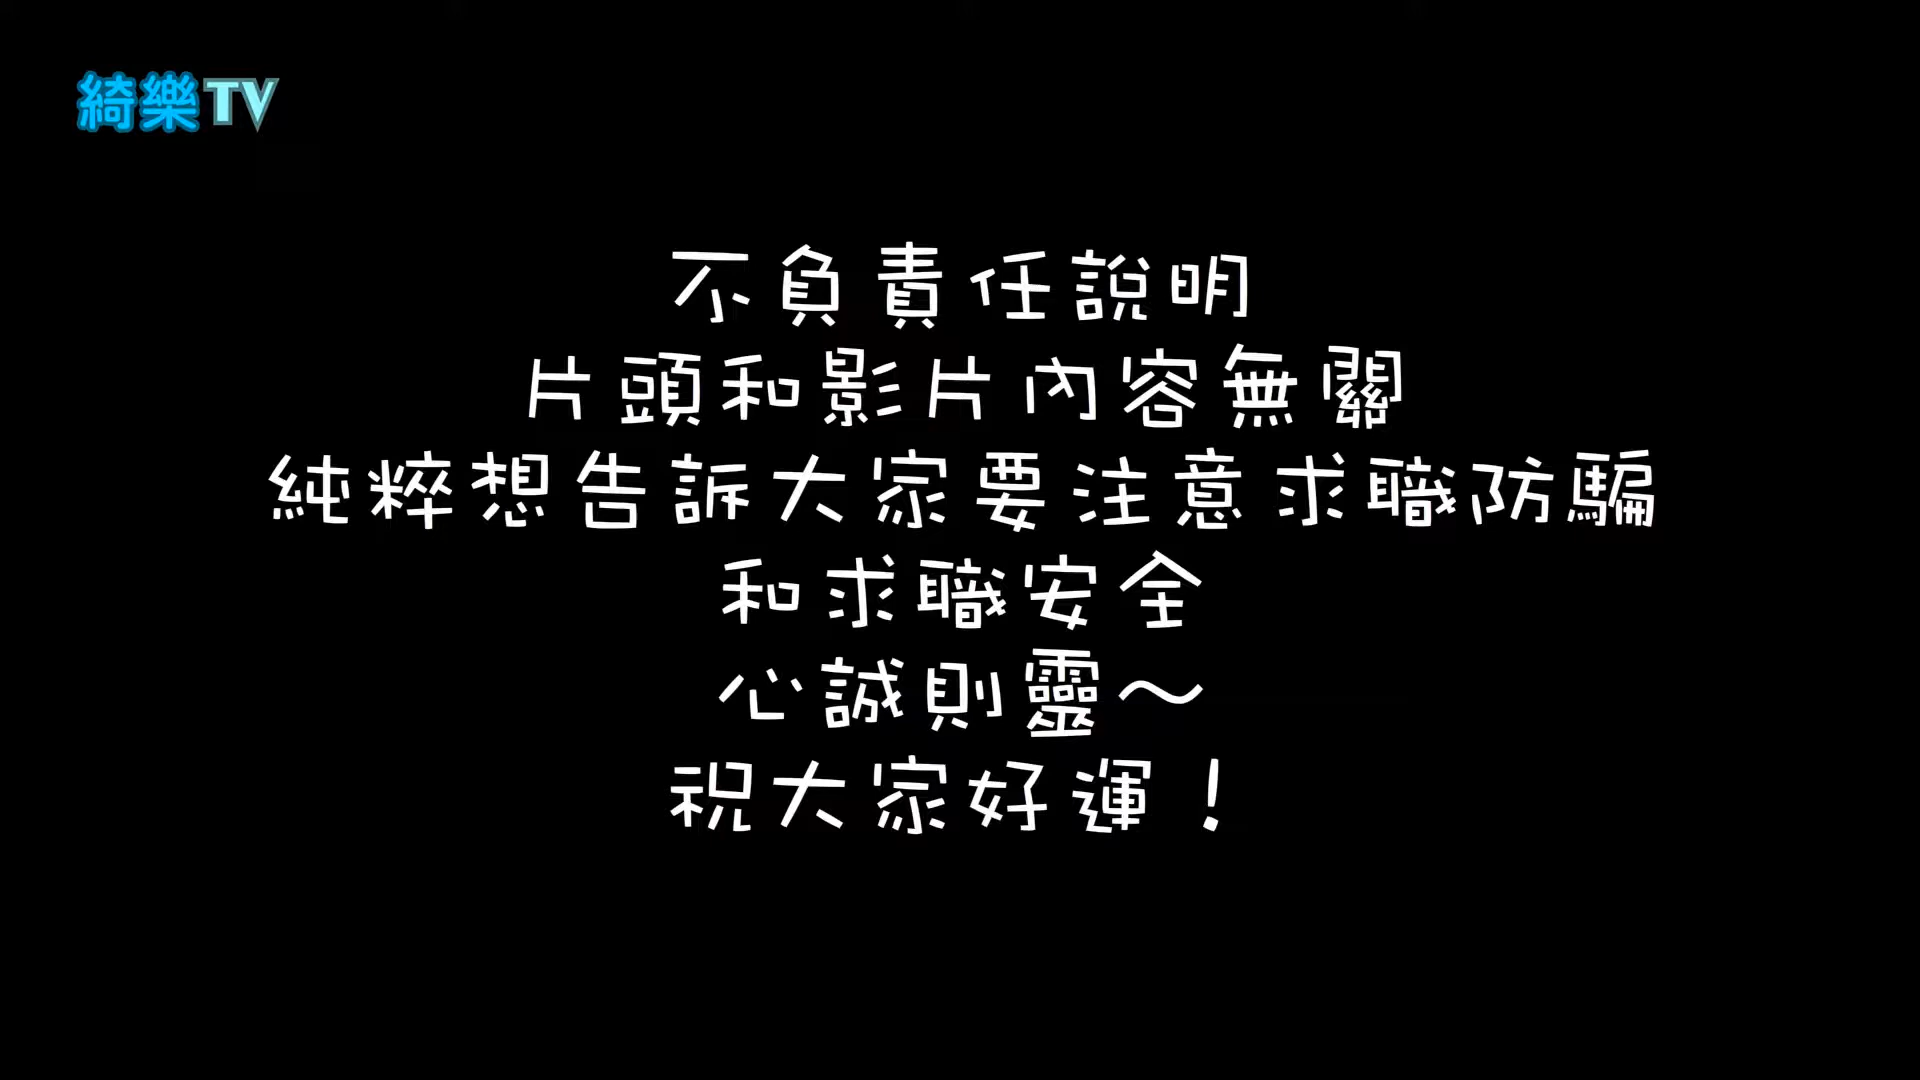 綺樂TV
不負責任說明
片頭和影片內容無關
純粹想告訴大家要注意求職防騙
和求職安全
心誠則靈～
祝大家好運！